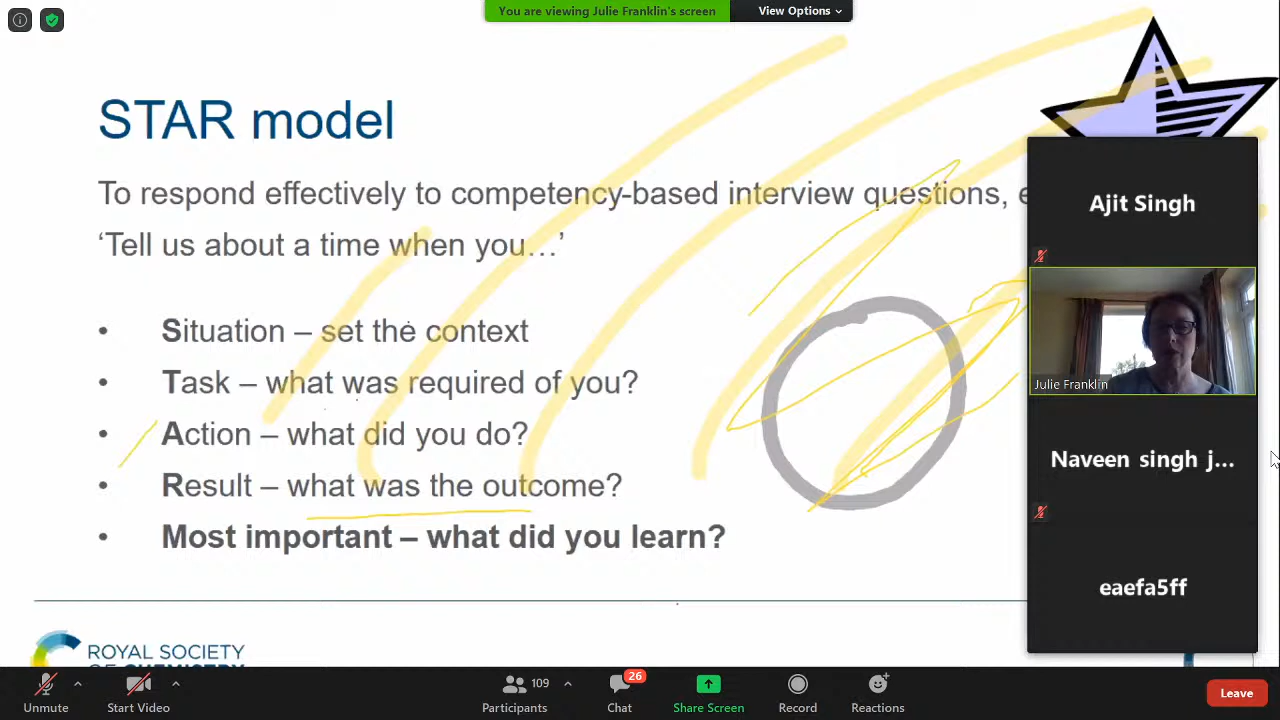 You are viewing Julie Franklin's screen
View Options
STAR model
To respond effectively to competency-based interview questions, e
‘Tell us about a time when you…’
• Situation – set the context
• Task – what was required of you?
• Action – what did you do?
• Result – what was the outcome?
• Most important – what did you learn?
Ajit Singh
Julie Franklin
Naveen singh j...
eaefa5ff
ROYAL SOCIETY
OF CHEMISTRY
Unmute
Start Video
109
Participants
26
Chat
Share Screen
Record
Reactions
Leave